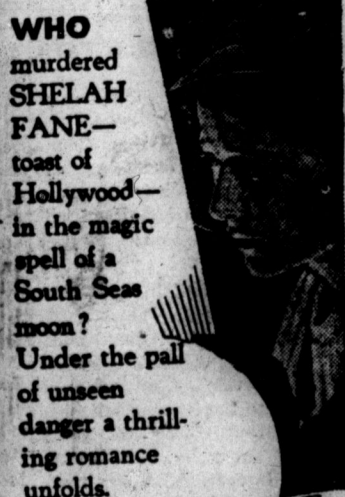 WHO
murdered
SHELAH
FANE—
toast of
Hollywood—
in the magic
spell of a
South Seas
moon?
Under the pall
of unseen
danger a thrill-
ing romance
unfolds.